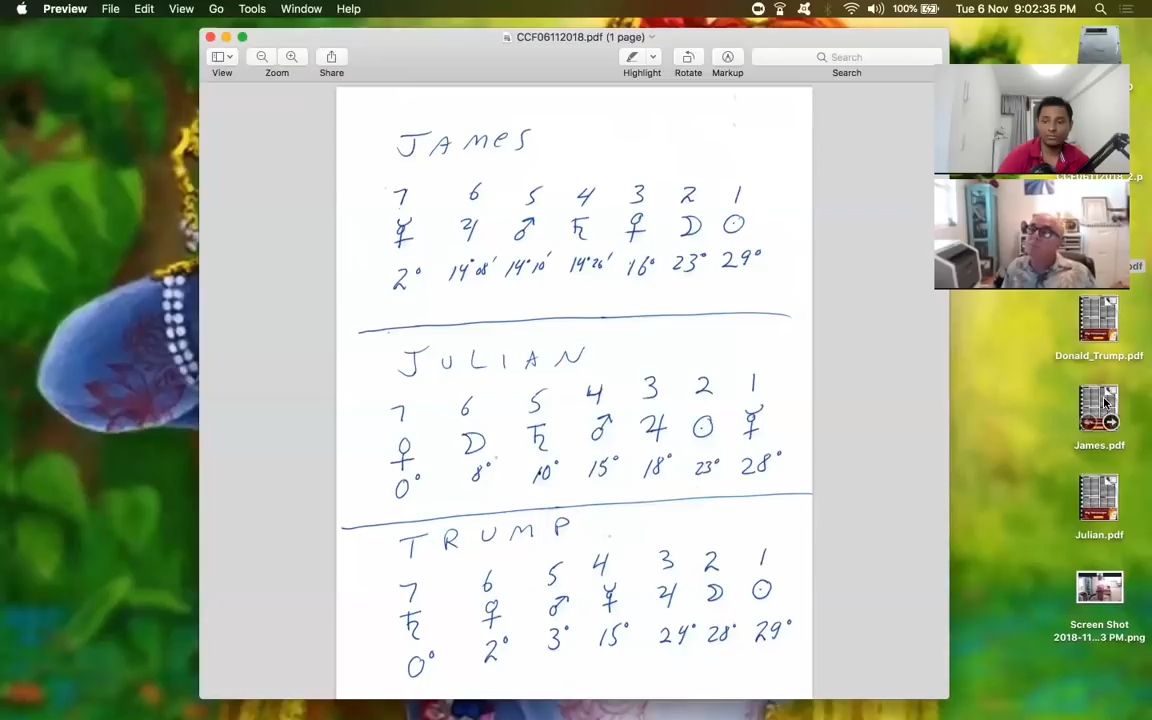 Preview File Edit View Go Tools Window Help 100% Tue 6 Nov 9:02:35 PM
CCF06112018.pdf (1 page)
Search
View Zoom Share Highlight Rotate Markup Search
JAMES
7 6 5 4 3 2 1
☿ ♃ ♂ ♄ ♀ ☽ ☉
2° 14°08' 14°10' 14°26' 16° 23° 29°
JULIAN
7 6 5 4 3 2 1
♀ ☽ ♄ ♂ ♃ ☉ ☿
0° 8° 10° 15° 18° 23° 28°
TRUMP
7 6 5 4 3 2 1
♄ ♀ ♂ ☿ ♃ ☽ ☉
0° 2° 3° 15° 24° 28° 29°
Donald_Trump.pdf
James.pdf
Julian.pdf
Screen Shot
2018-11...3 PM.png